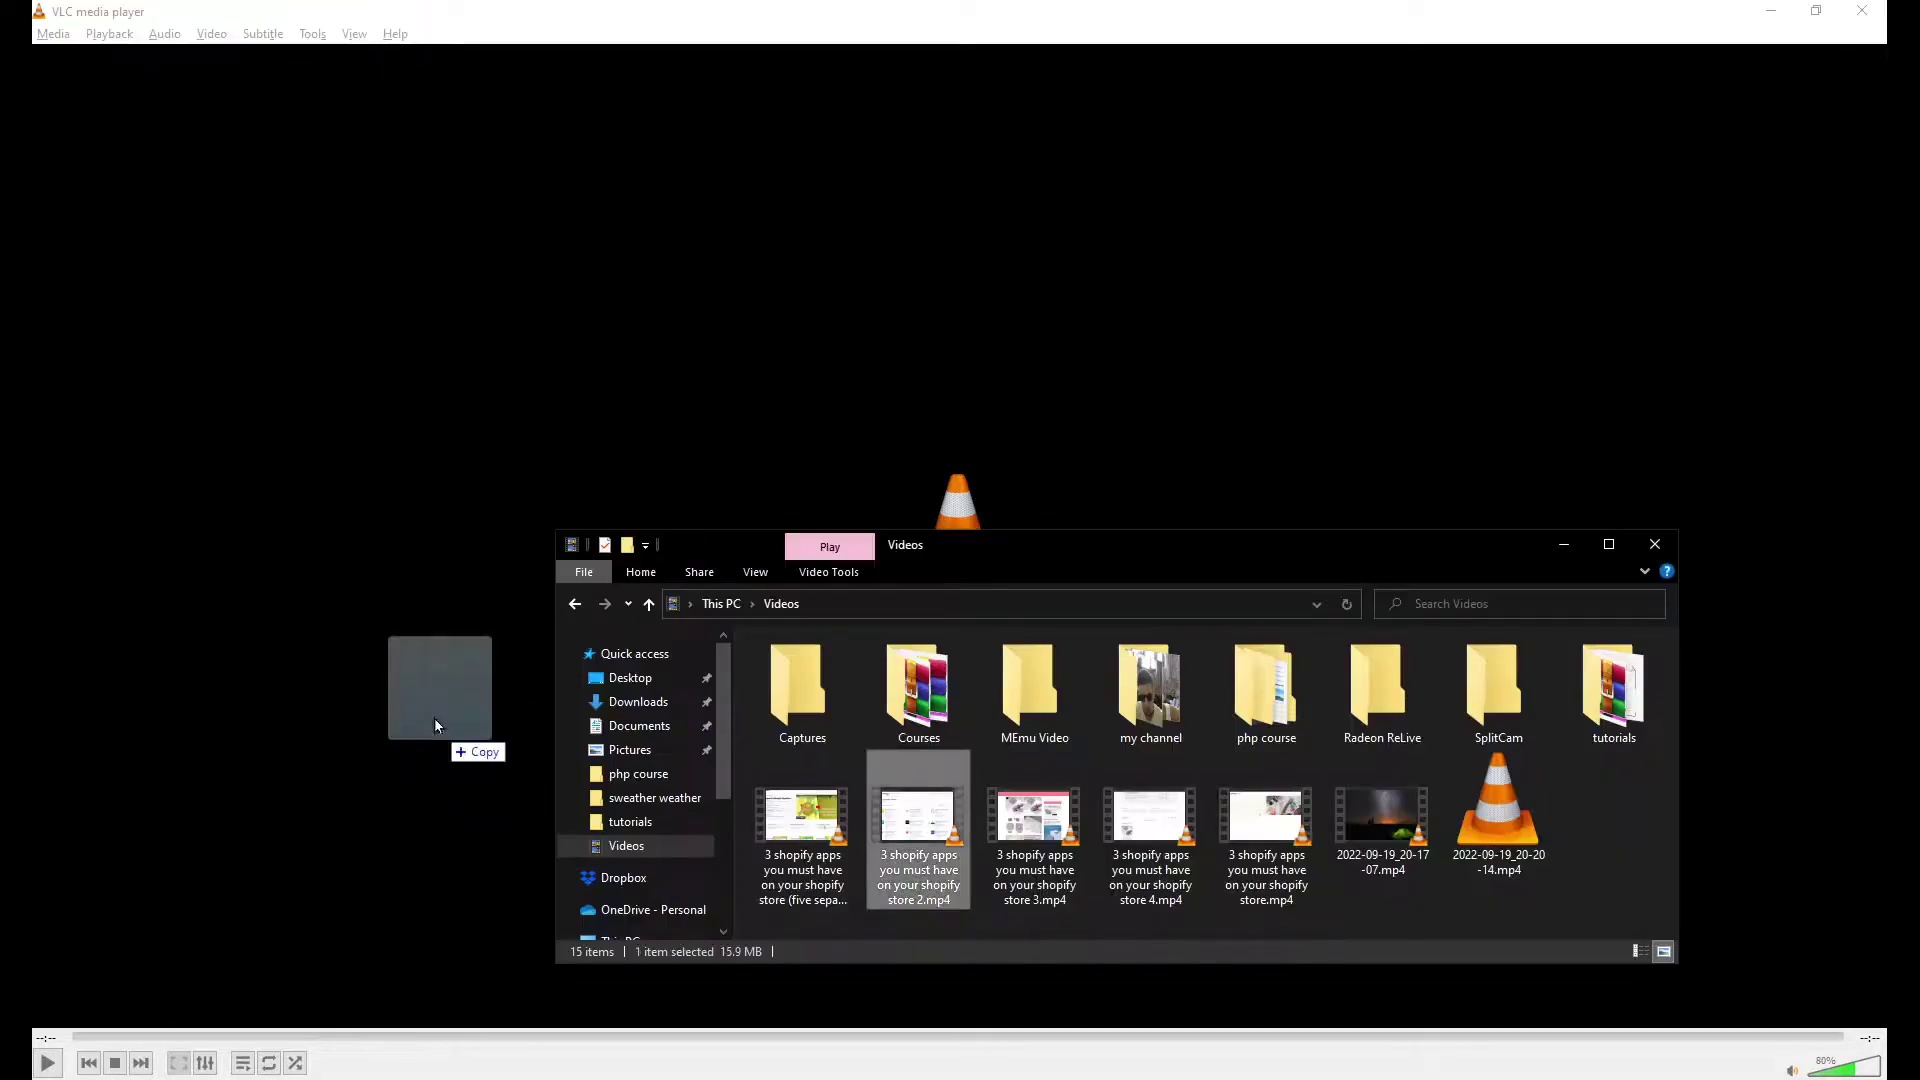 VLC media player
Media Playback Audio Video Subtitle Tools View Help
Play Videos
File Home Share View Video Tools
This PC Videos Search Videos
Quick access
Desktop
Downloads
Documents
Pictures
php course
sweather weather
tutorials
Videos
Dropbox
OneDrive - Personal
This PC
Captures Courses MEmu Video my channel php course Radeon ReLive SplitCam tutorials
3 shopify apps
you must have
on your shopify
store (five sepa...
3 shopify apps
you must have
on your shopify
store 2.mp4
3 shopify apps
you must have
on your shopify
store 3.mp4
3 shopify apps
you must have
on your shopify
store 4.mp4
3 shopify apps
you must have
on your shopify
store.mp4
2022-09-19_20-17
-07.mp4
2022-09-19_20-20
-14.mp4
+ Copy
15 items 1 item selected 15.9 MB
--:-- --:--
80%